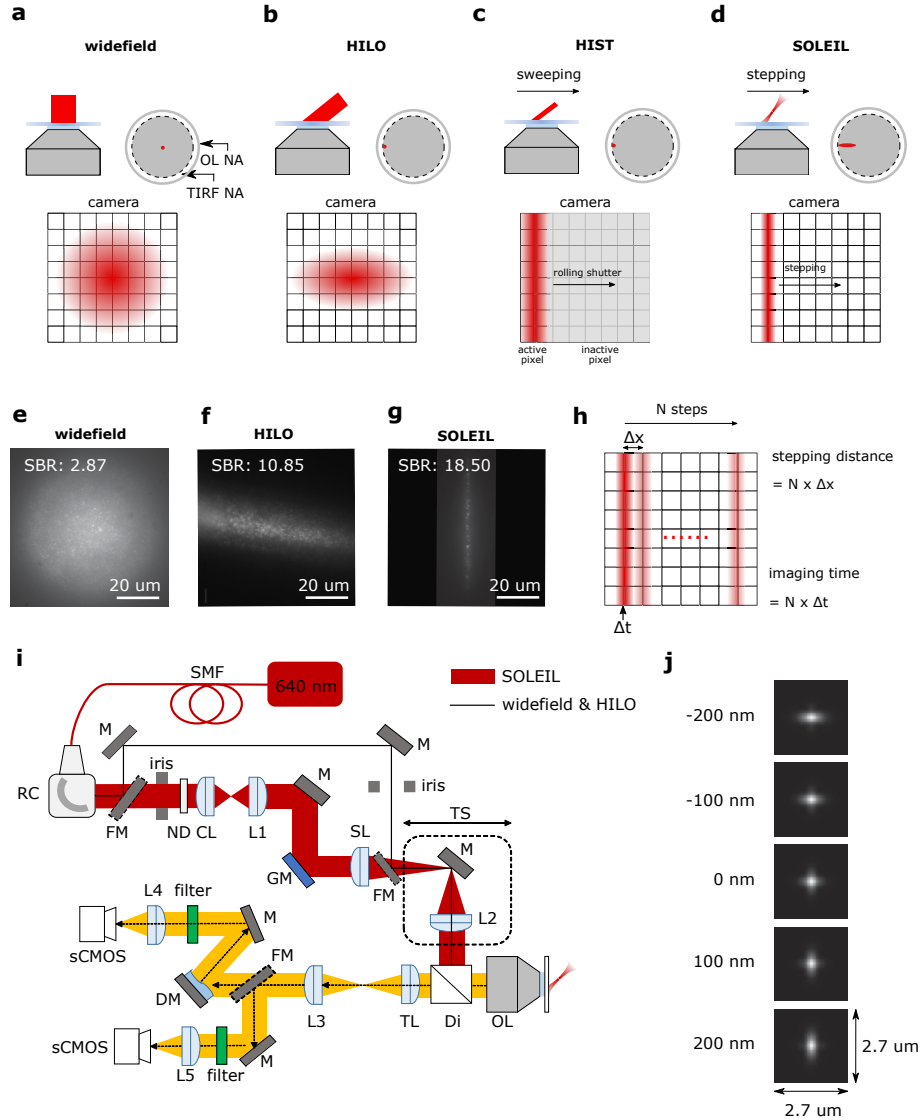 a
widefield
OL NA
TIRF NA
camera
b
HILO
camera
c
HIST
sweeping
camera
rolling shutter
active
pixel
inactive
pixel
d
SOLEIL
stepping
camera
stepping
e
widefield
SBR: 2.87
20 um
f
HILO
SBR: 10.85
20 um
g
SOLEIL
SBR: 18.50
20 um
h
N steps
Δx
stepping distance
= N x Δx
imaging time
= N x Δt
Δt
i
SMF
640 nm
SOLEIL
widefield & HILO
M
M
iris
iris
RC
FM
ND CL
L1
M
GM
SL
FM
TS
M
L2
L4 filter
M
sCMOS
FM
DM
L3
TL
Di
OL
sCMOS
L5
filter
M
j
-200 nm
-100 nm
0 nm
100 nm
200 nm
2.7 um
2.7 um